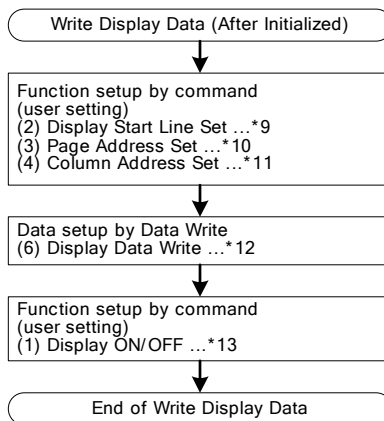 Write Display Data (After Initialized)
Function setup by command
(user setting)
(2) Display Start Line Set ...*9
(3) Page Address Set ...*10
(4) Column Address Set ...*11
Data setup by Data Write
(6) Display Data Write ...*12
Function setup by command
(user setting)
(1) Display ON/OFF ...*13
End of Write Display Data